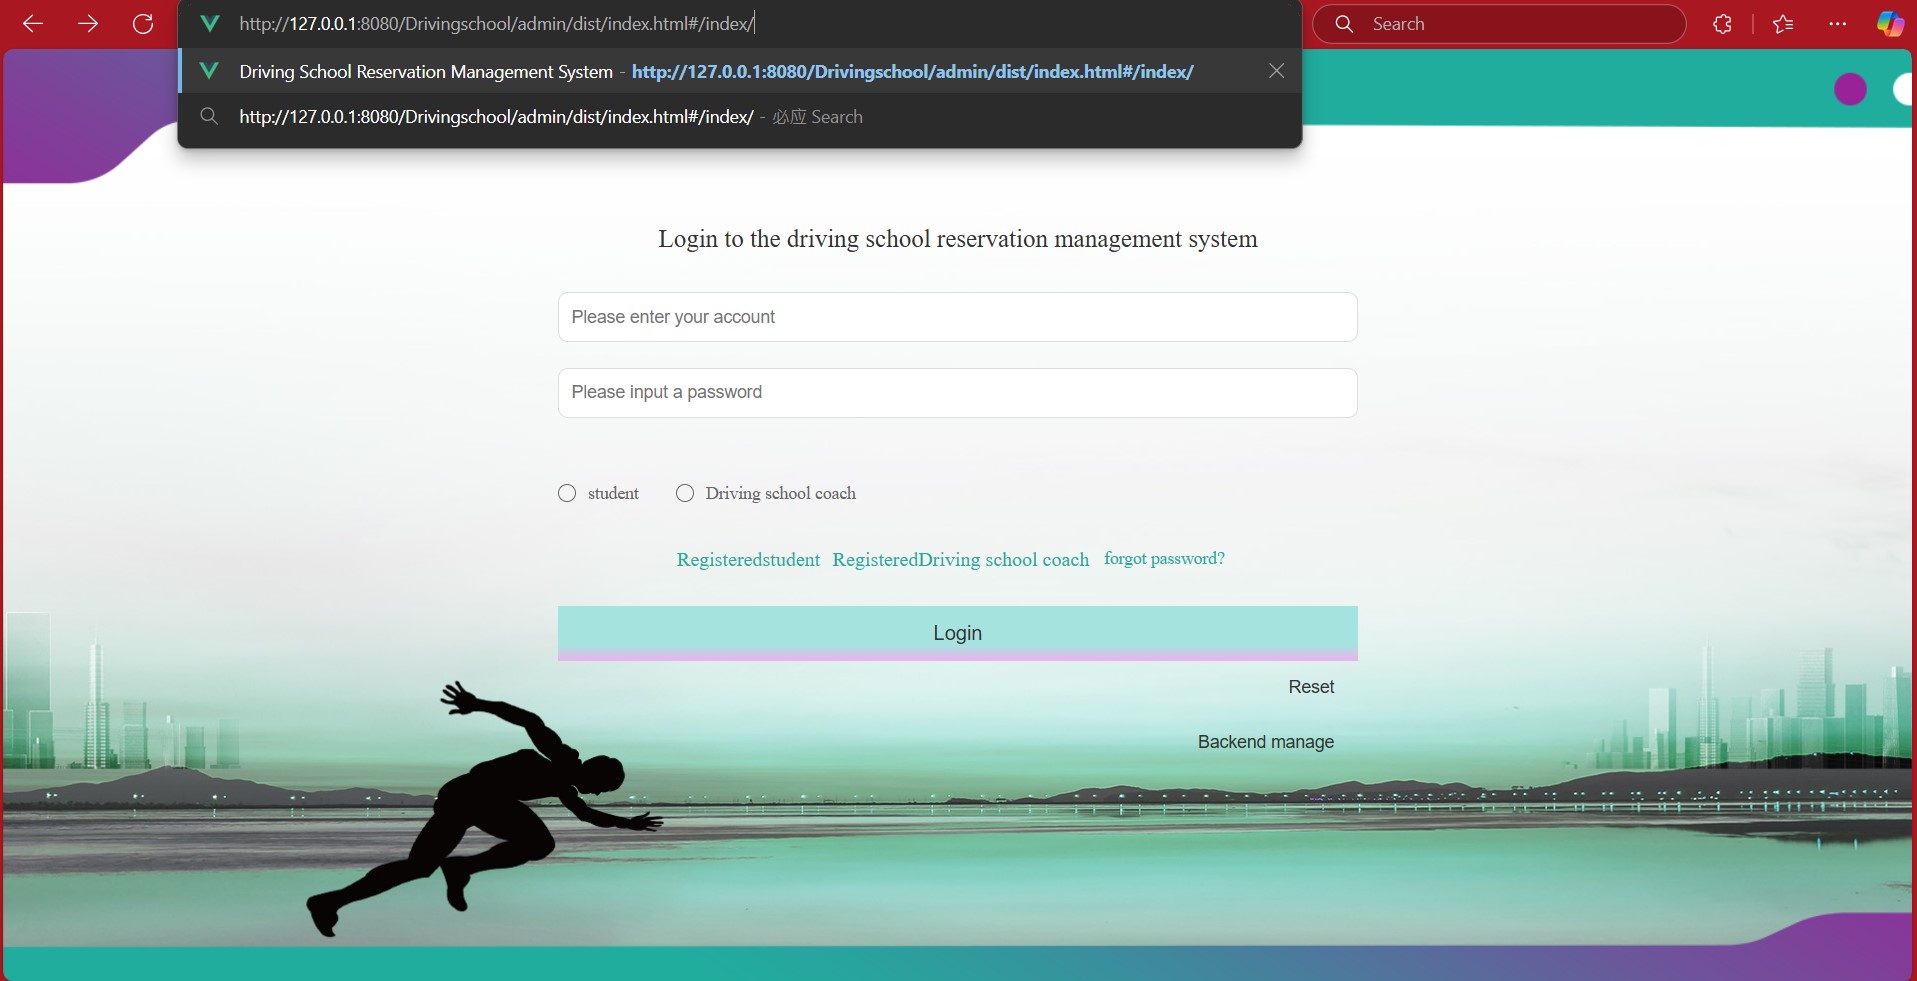 http://127.0.0.1:8080/Drivingschool/admin/dist/index.html#/index/
Search
Driving School Reservation Management System - http://127.0.0.1:8080/Drivingschool/admin/dist/index.html#/index/
http://127.0.0.1:8080/Drivingschool/admin/dist/index.html#/index/ - 必应 Search
Login to the driving school reservation management system
Please enter your account
Please input a password
student Driving school coach
Registeredstudent RegisteredDriving school coach forgot password?
Login
Reset
Backend manage